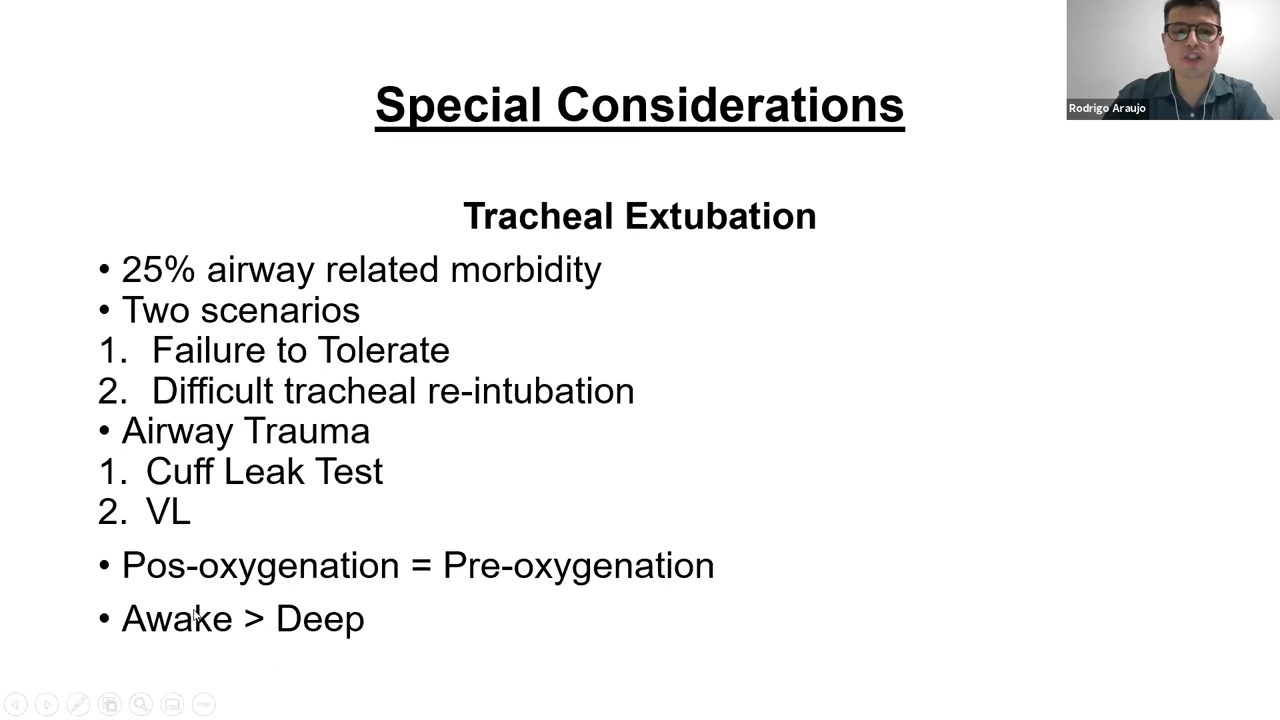 Special Considerations
Rodrigo Araujo
Tracheal Extubation
• 25% airway related morbidity
• Two scenarios
1. Failure to Tolerate
2. Difficult tracheal re-intubation
• Airway Trauma
1. Cuff Leak Test
2. VL
• Pos-oxygenation = Pre-oxygenation
• Awake > Deep